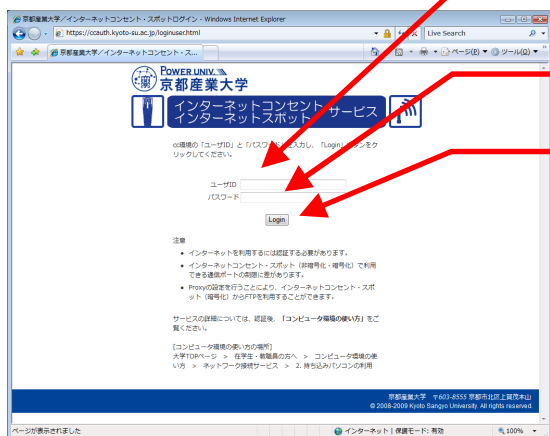 京都産業大学／インターネットコンセント・スポットログイン - Windows Internet Explorer
https://ccauth.kyoto-su.ac.jp/loginuser.html
Live Search
京都産業大学／インターネットコンセント・ス...
ページ(P) ツール(O)
POWER UNIV.
京都産業大学
インターネットコンセント
インターネットスポット サービス
cc環境の「ユーザID」と「パスワード」を入力し、「Login」ボタンをク
リックしてください。
ユーザID
パスワード
Login
注意
• インターネットを利用するには認証する必要があります。
• インターネットコンセント・スポット（非暗号化・暗号化）で利用
できる通信ポートの制限に差があります。
• Proxyの設定を行うことにより、インターネットコンセント・スポ
ット（暗号化）からFTPを利用することができます。
サービスの詳細については、認証後、「コンピュータ環境の使い方」をご
覧ください。
[コンピュータ環境の使い方の場所]
大学TOPページ > 在学生・教職員の方へ > コンピュータ環境の使
い方 > ネットワーク接続サービス > 2. 持ち込みパソコンの利用
京都産業大学 〒603-8555 京都市北区上賀茂本山
© 2008-2009 Kyoto Sangyo University. All rights reserved.
ページが表示されました
インターネット | 保護モード: 有効
100%